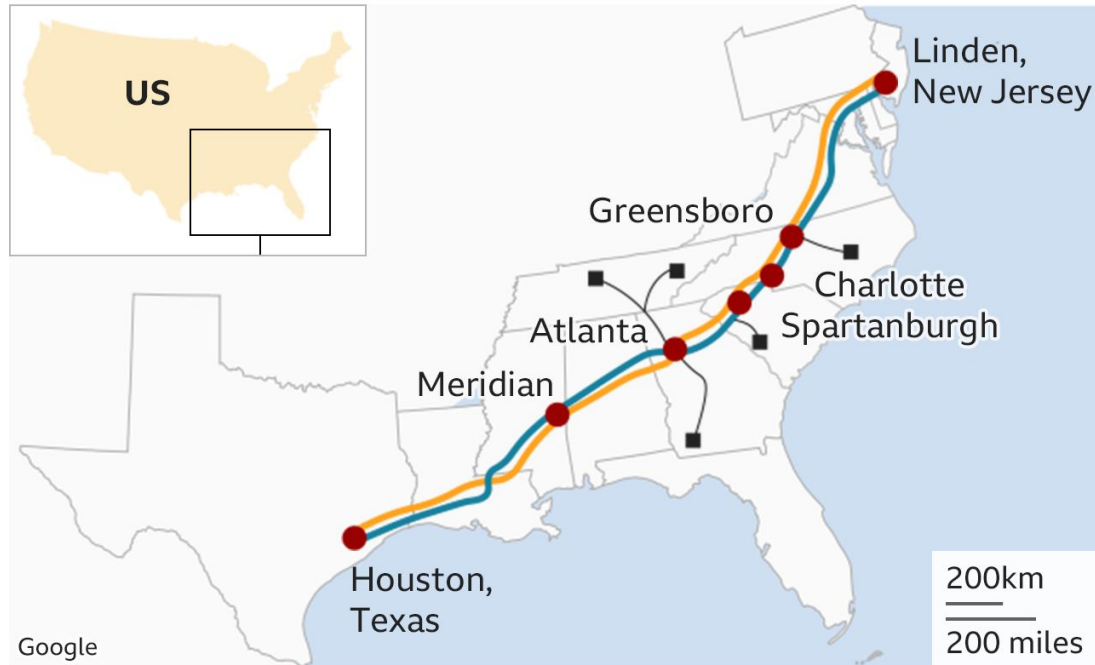 US
Linden,
New Jersey
Greensboro
Charlotte
Spartanburgh
Atlanta
Meridian
Houston,
Texas
200km
200 miles
Google